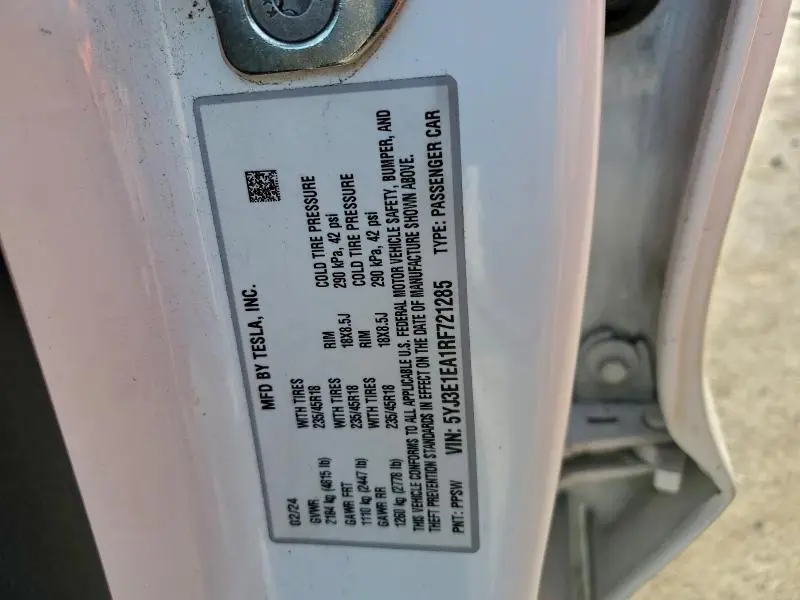 MFD BY TESLA, INC.
02/24
GVWR
2184 kg (4815 lb)
GAWR FRT
1110 kg (2447 lb)
GAWR RR
1260 kg (2778 lb)
WITH TIRES
235/45R18
WITH TIRES
235/45R18
WITH TIRES
235/45R18
RIM
18X8.5J
RIM
18X8.5J
COLD TIRE PRESSURE
290 kPa, 42 psi
COLD TIRE PRESSURE
290 kPa, 42 psi
THIS VEHICLE CONFORMS TO ALL APPLICABLE U.S. FEDERAL MOTOR VEHICLE SAFETY, BUMPER, AND
THEFT PREVENTION STANDARDS IN EFFECT ON THE DATE OF MANUFACTURE SHOWN ABOVE.
PNT: PPSW VIN: 5YJ3E1EA1RF721285 TYPE: PASSENGER CAR